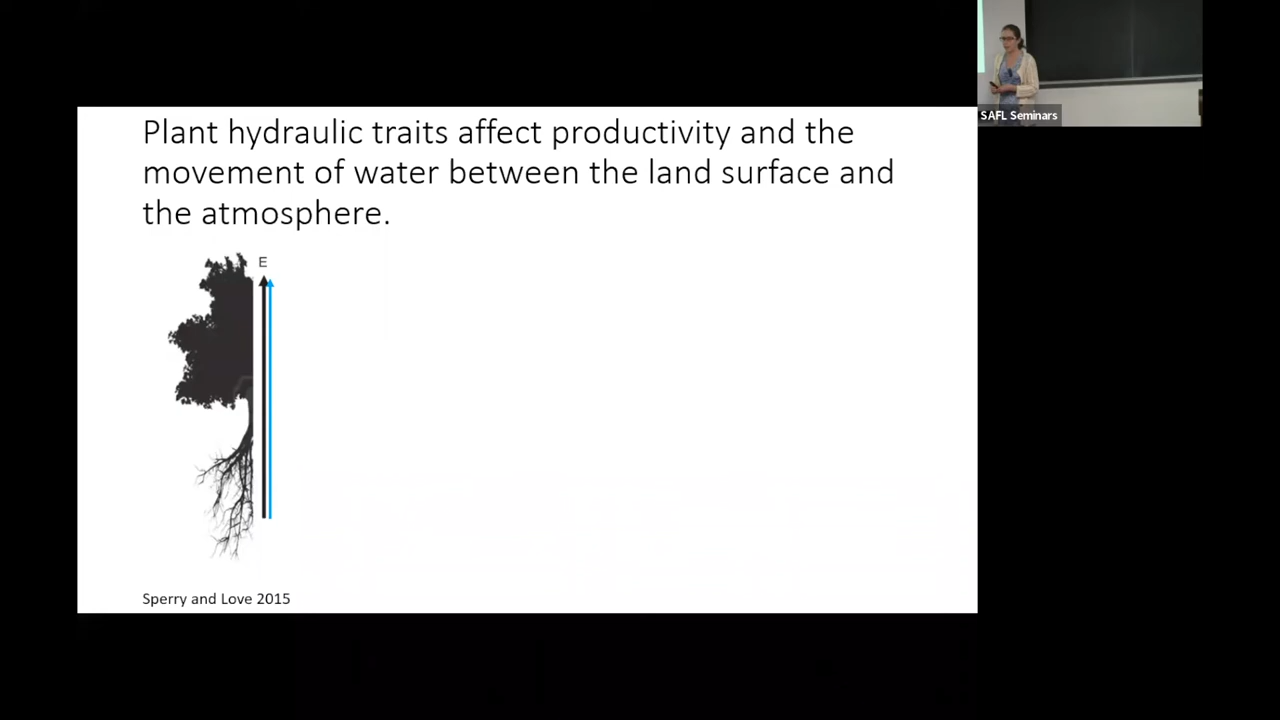 Plant hydraulic traits affect productivity and the
movement of water between the land surface and
the atmosphere.
E
Sperry and Love 2015
SAFL Seminars